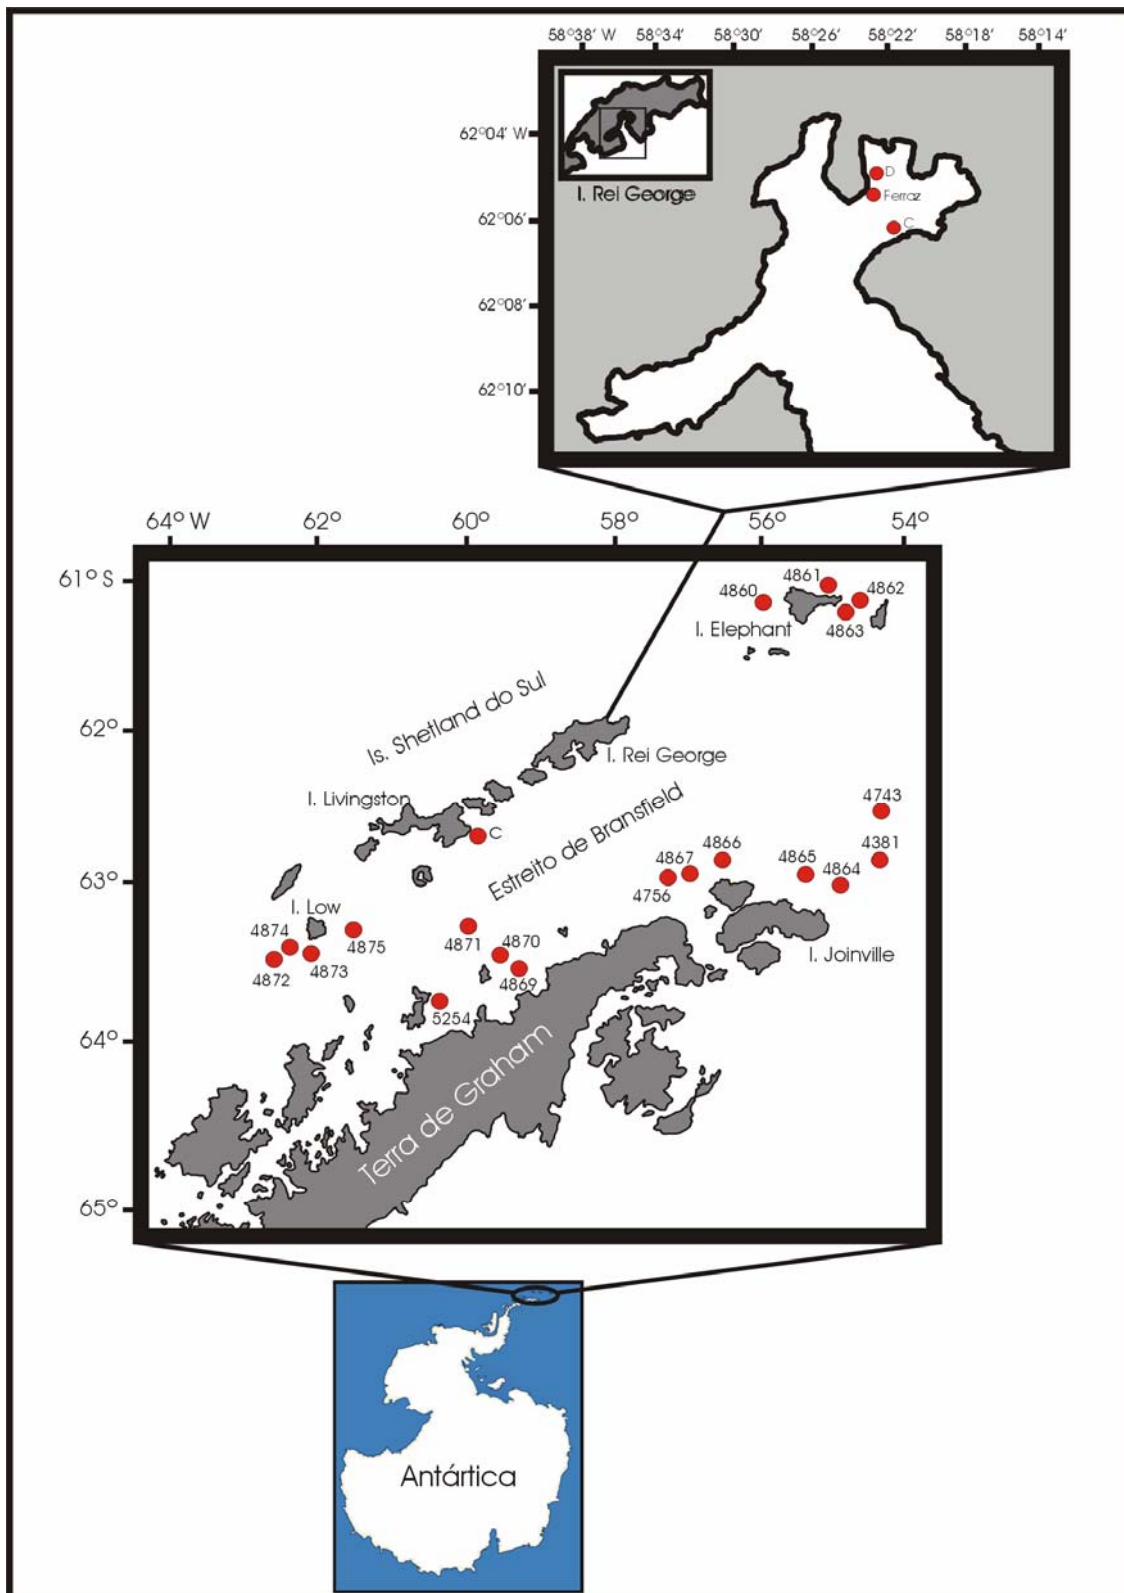 58°38' W 58°34' 58°30' 58°26' 58°22' 58°18' 58°14'
62°04' W
I. Rei George
D
Ferraz
62°06'
C
62°08'
62°10'
64° W 62° 60° 58° 56° 54°
61° S
4861
4860
4862
I. Elephant
4863
Is. Shetland do Sul
62°
I. Rei George
I. Livingston
C
Estreito de Bransfield
4743
4381
4867
4866
4865
4864
4756
63°
I. Low
4874
4872
4873
4875
4871
4870
4869
I. Joinville
5254
64°
Terra de Graham
65°
Antártica